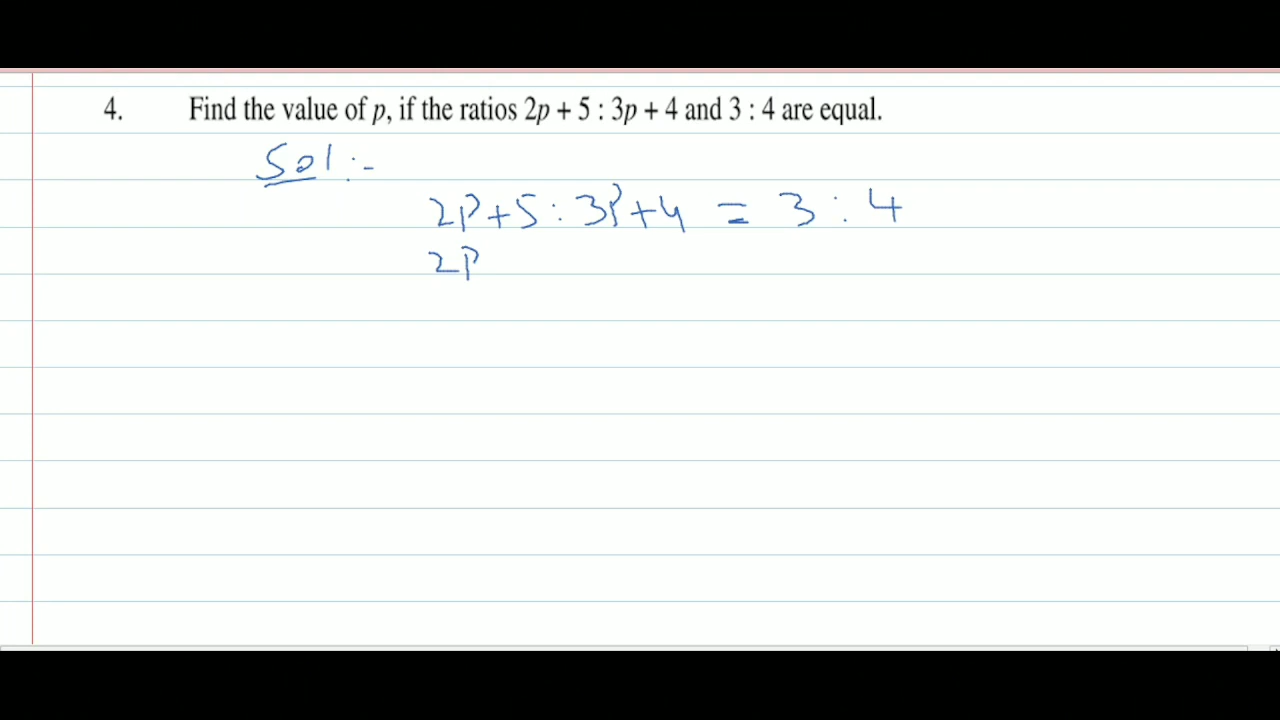 4. Find the value of p, if the ratios 2p + 5 : 3p + 4 and 3 : 4 are equal.
Sol :-
2P+5 : 3P+4 = 3 : 4
2P